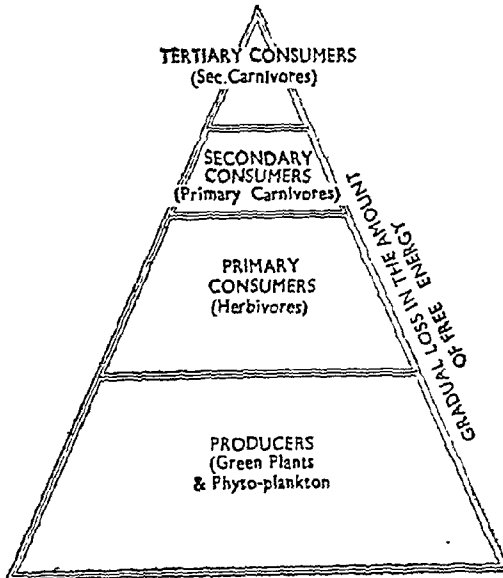 TERTIARY CONSUMERS
(Sec.Carnivores)
SECONDARY
CONSUMERS
(Primary Carnivores)
PRIMARY
CONSUMERS
(Herbivores)
PRODUCERS
(Green Plants
& Phyto-plankton
GRADUAL LOSS IN THE AMOUNT
OF FREE ENERGY